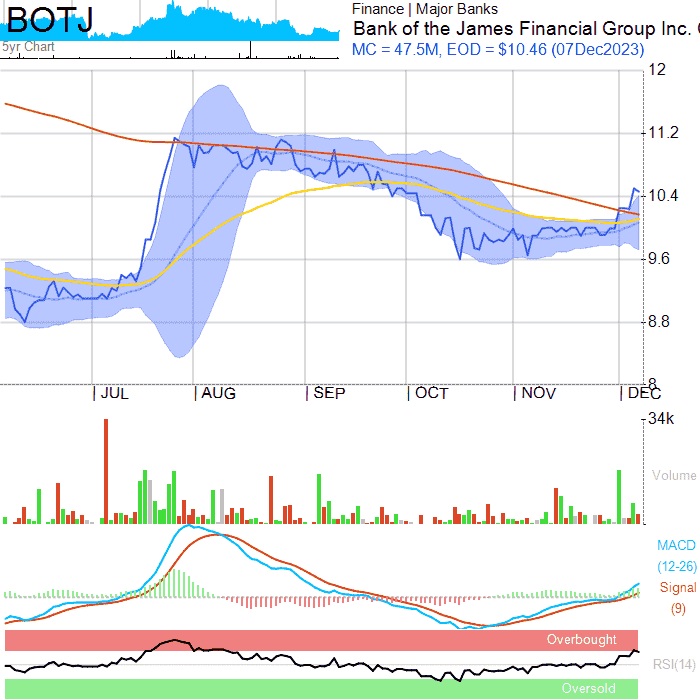 BOTJ
5yr Chart
Finance | Major Banks
Bank of the James Financial Group Inc.
MC = 47.5M, EOD = $10.46 (07Dec2023)
12
11.2
10.4
9.6
8.8
8
JUL AUG SEP OCT NOV DEC
34k
Volume
MACD
(12-26)
Signal
(9)
Overbought
RSI(14)
Oversold